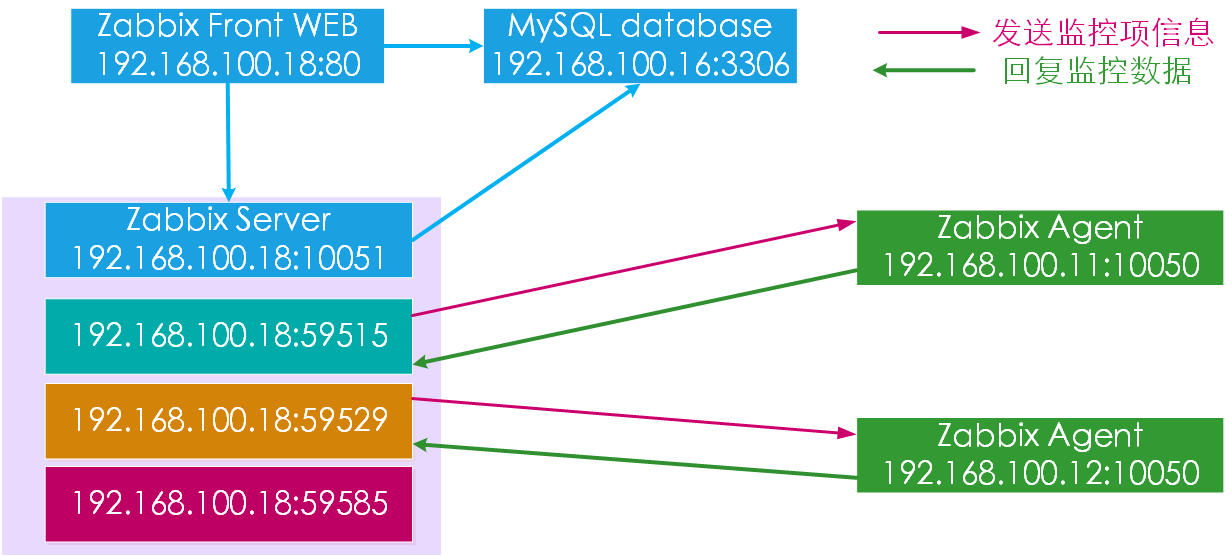 Zabbix Front WEB
192.168.100.18:80
MySQL database
192.168.100.16:3306
发送监控项信息
回复监控数据
Zabbix Server
192.168.100.18:10051
192.168.100.18:59515
192.168.100.18:59529
192.168.100.18:59585
Zabbix Agent
192.168.100.11:10050
Zabbix Agent
192.168.100.12:10050